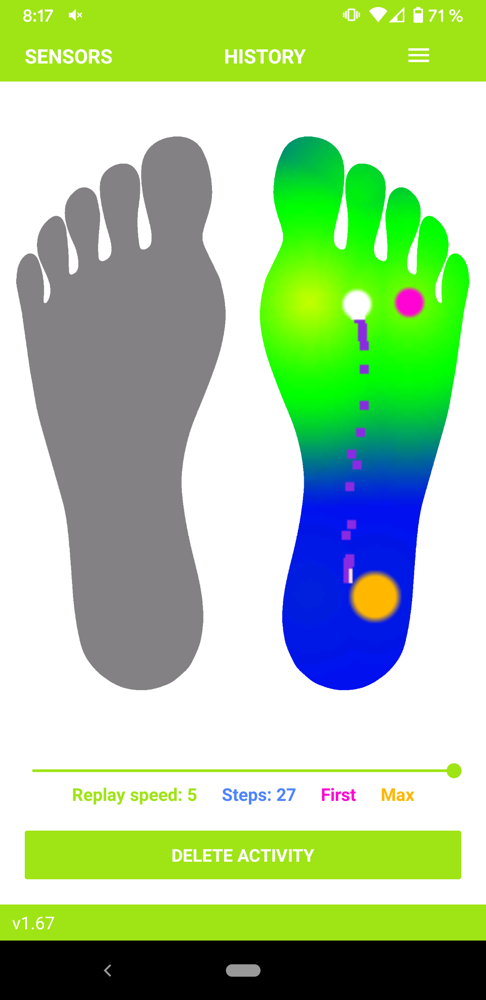 8:17 71 %
SENSORS HISTORY
Replay speed: 5 Steps: 27 First Max
DELETE ACTIVITY
v1.67